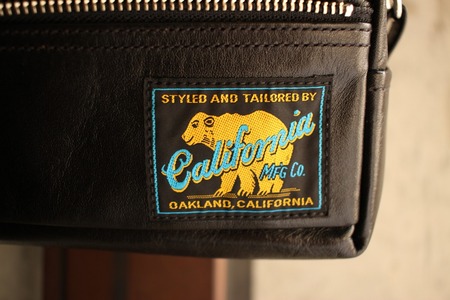 STYLED AND TAILORED BY
California
MFG Co.
OAKLAND, CALIFORNIA